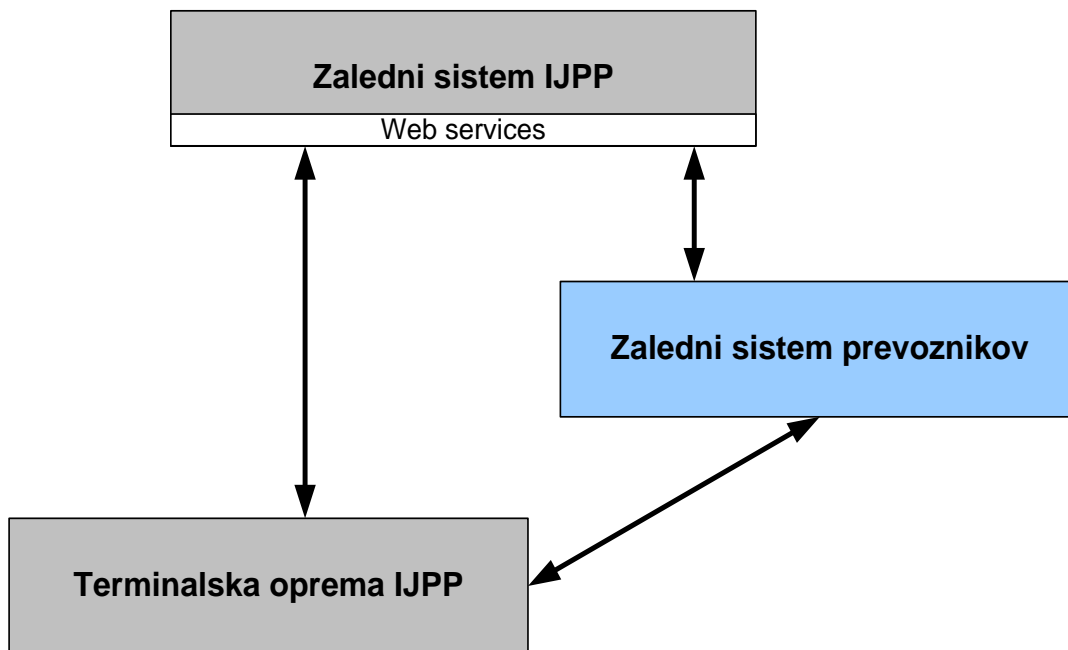 Zaledni sistem IJPP
Web services
Zaledni sistem prevoznikov
Terminalska oprema IJPP